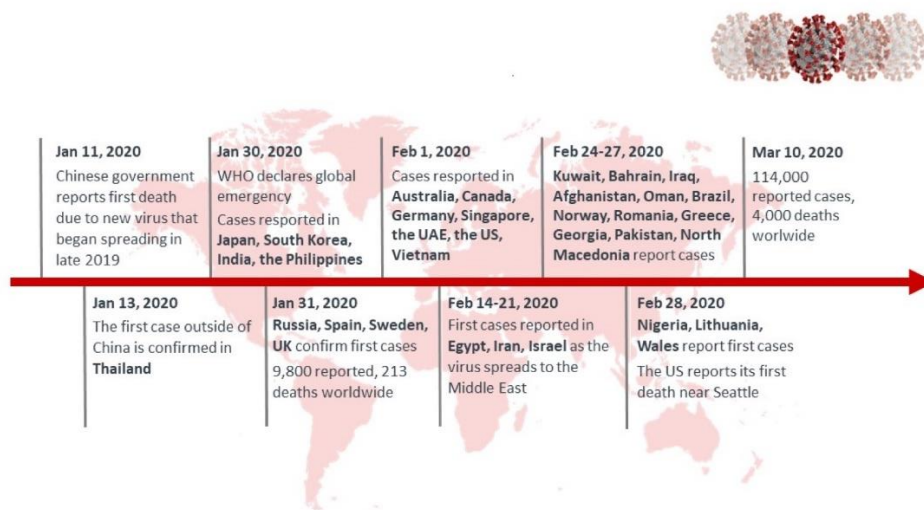 Jan 11, 2020
Chinese government
reports first death
due to new virus that
began spreading in
late 2019
Jan 30, 2020
WHO declares global
emergency
Cases resported in
Japan, South Korea,
India, the Philippines
Feb 1, 2020
Cases resported in
Australia, Canada,
Germany, Singapore,
the UAE, the US,
Vietnam
Feb 24-27, 2020
Kuwait, Bahrain, Iraq,
Afghanistan, Oman, Brazil,
Norway, Romania, Greece,
Georgia, Pakistan, North
Macedonia report cases
Mar 10, 2020
114,000
reported cases,
4,000 deaths
worlwide
Jan 13, 2020
The first case outside of
China is confirmed in
Thailand
Jan 31, 2020
Russia, Spain, Sweden,
UK confirm first cases
9,800 reported, 213
deaths worldwide
Feb 14-21, 2020
First cases reported in
Egypt, Iran, Israel as the
virus spreads to the
Middle East
Feb 28, 2020
Nigeria, Lithuania,
Wales report first cases
The US reports its first
death near Seattle